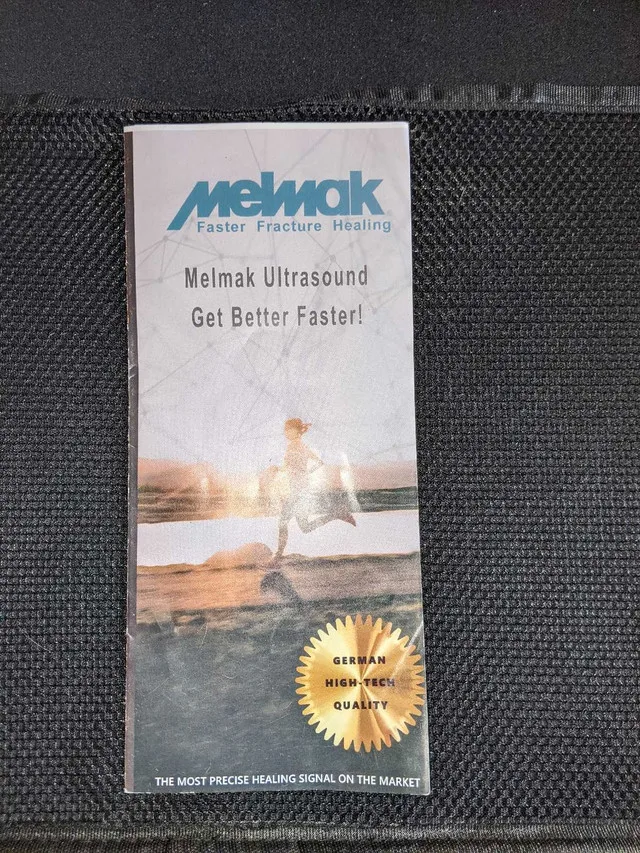 Melmak
Faster Fracture Healing
Melmak Ultrasound
Get Better Faster!
GERMAN
HIGH-TECH
QUALITY
THE MOST PRECISE HEALING SIGNAL ON THE MARKET